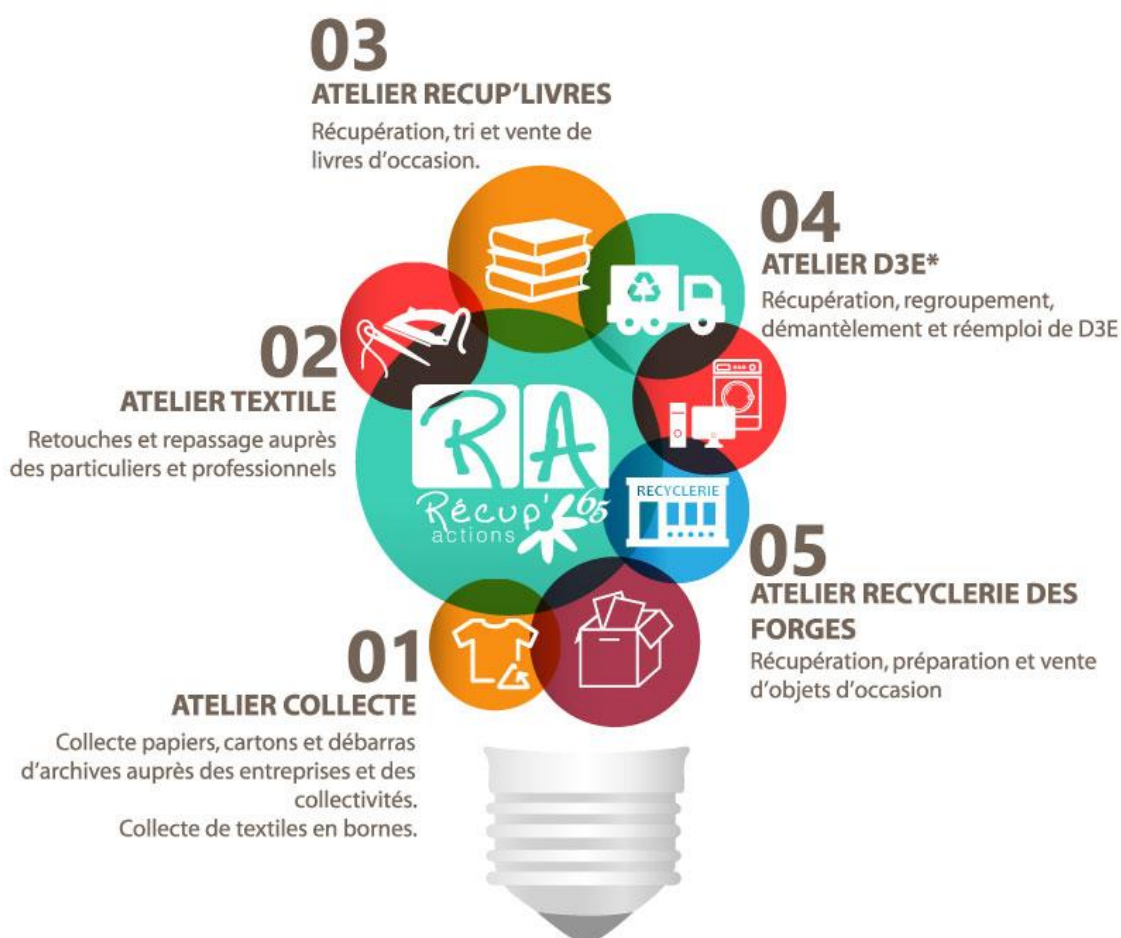 03
ATELIER RECUP'LIVRES
Récupération, tri et vente de
livres d'occasion.
04
ATELIER D3E*
Récupération, regroupement,
démantèlement et réemploi de D3E
02
ATELIER TEXTILE
Retouches et repassage auprès
des particuliers et professionnels
RA
Récup' 65
actions
RECYCLERIE
05
ATELIER RECYCLERIE DES
FORGES
Récupération, préparation et vente
d'objets d'occasion
01
ATELIER COLLECTE
Collecte papiers, cartons et débarras
d'archives auprès des entreprises et des
collectivités.
Collecte de textiles en bornes.